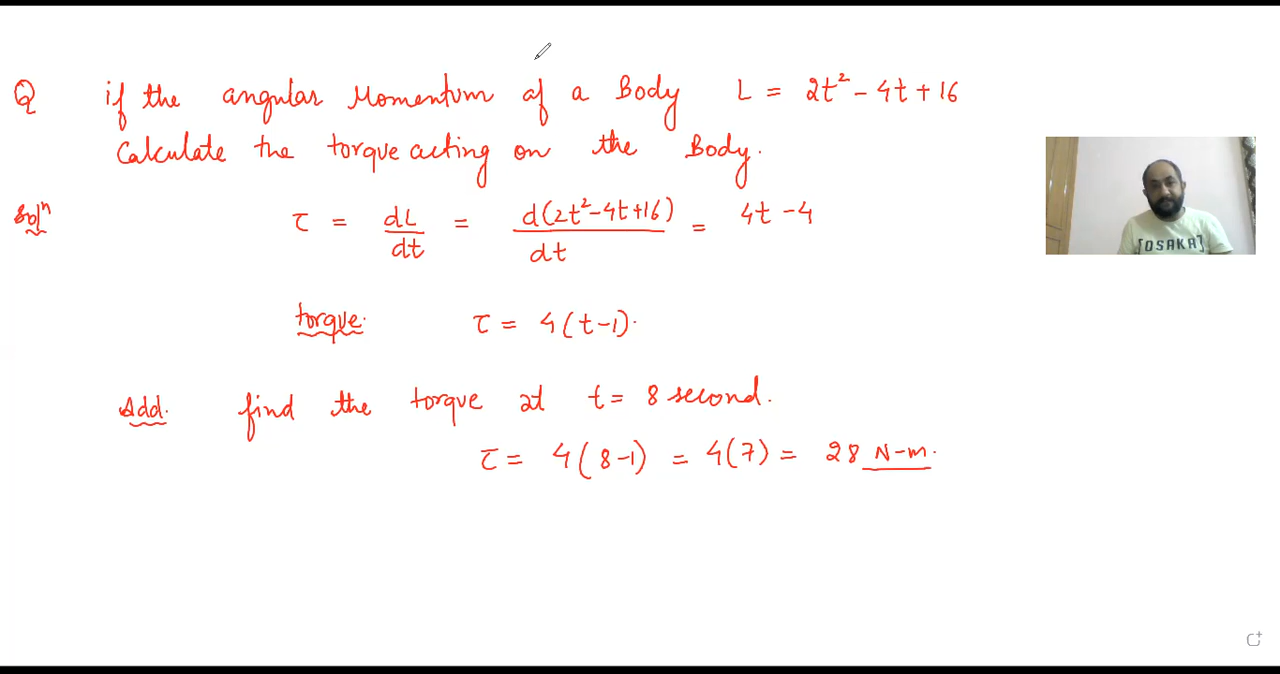 Q if the angular Momentum of a Body L = 2t² - 4t + 16
Calculate the torque acting on the Body.
Solⁿ τ = dL/dt = d(2t²-4t+16)/dt = 4t - 4
torque. τ = 4(t-1).
Add. find the torque at t = 8 second.
τ = 4(8-1) = 4(7) = 28 N-m.
[OSAKA]